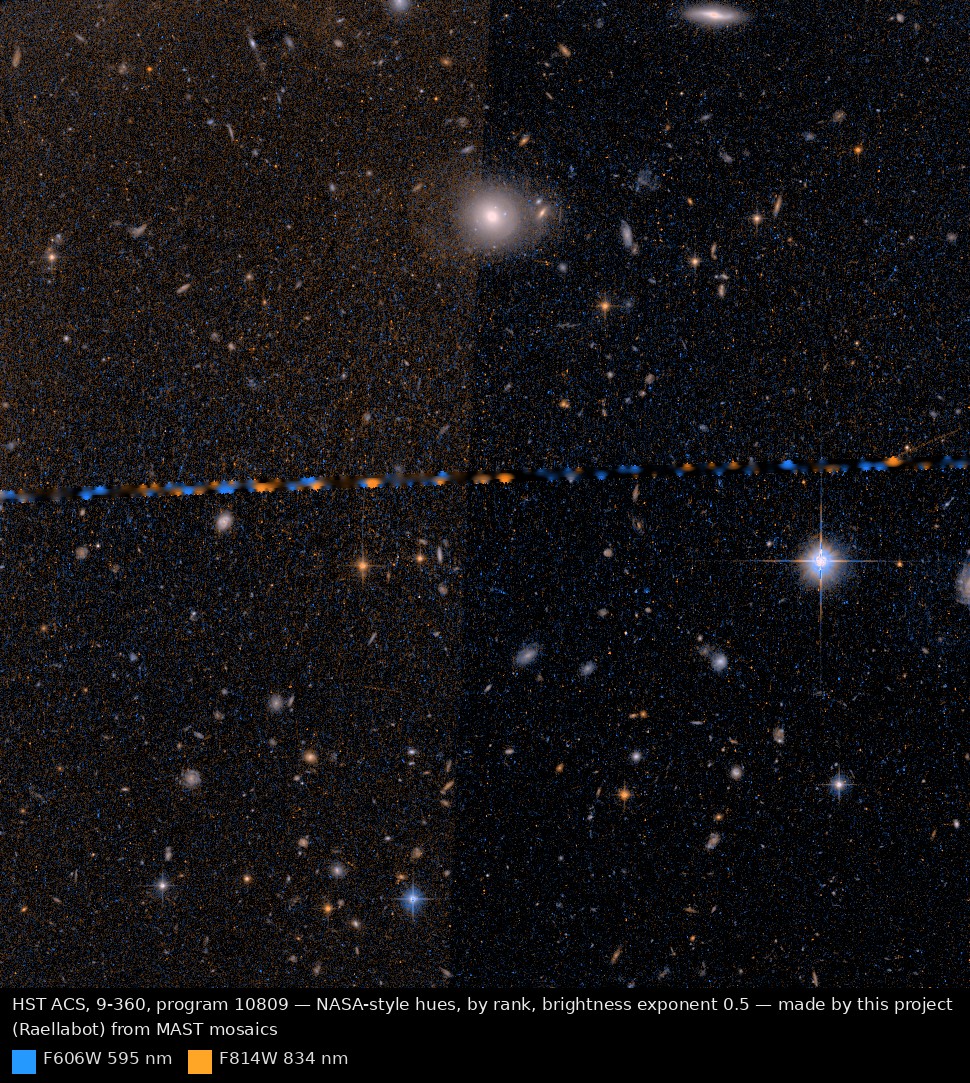 HST ACS, 9-360, program 10809 — NASA-style hues, by rank, brightness exponent 0.5 — made by this project
(Raellabot) from MAST mosaics
F606W 595 nm F814W 834 nm